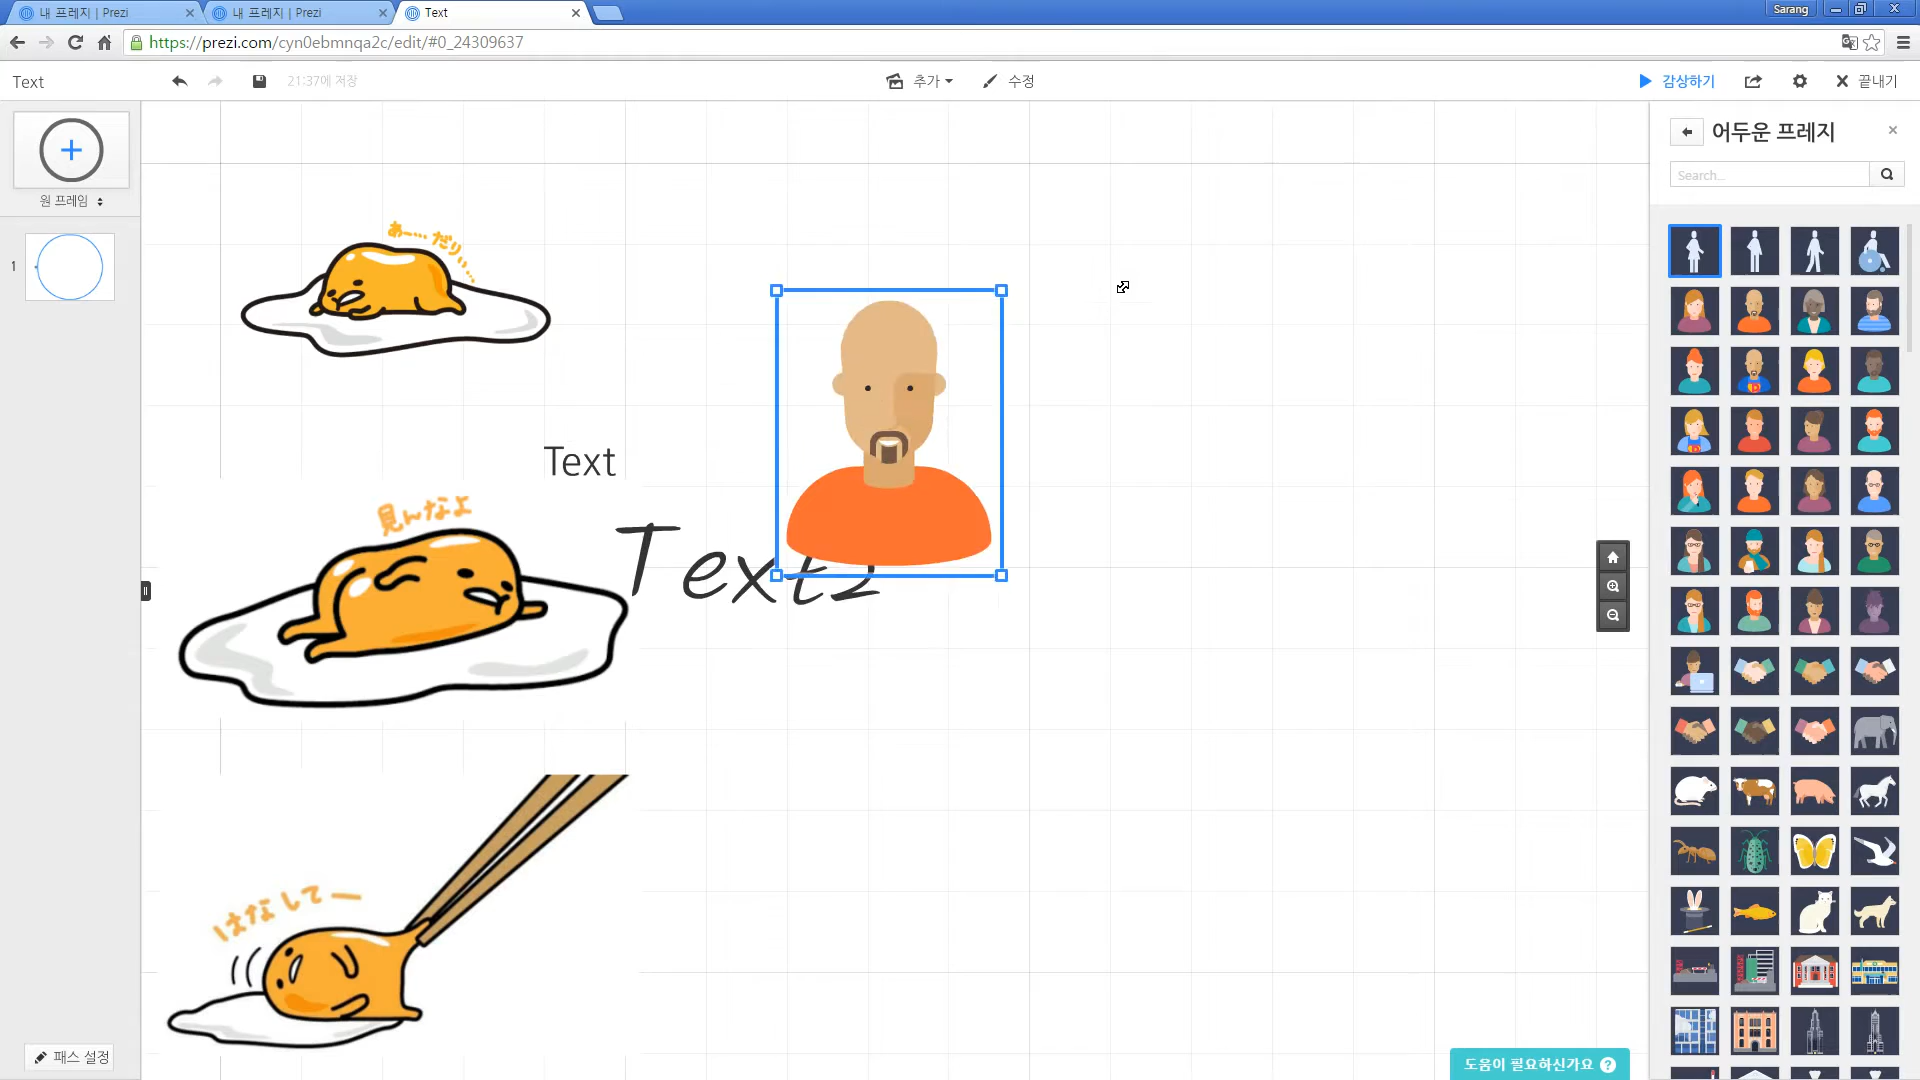 내 프레지 | Prezi
내 프레지 | Prezi
Text
Sarang
https://prezi.com/cyn0ebmnqa2c/edit/#0_24309637
Text
21:37에 저장
추가
수정
감상하기
끝내기
원 프레임
1
어두운 프레지
Search...
あ〜… だりぃ…
Text
見んなよ
Text2
はなしてー
패스 설정
도움이 필요하신가요 ?